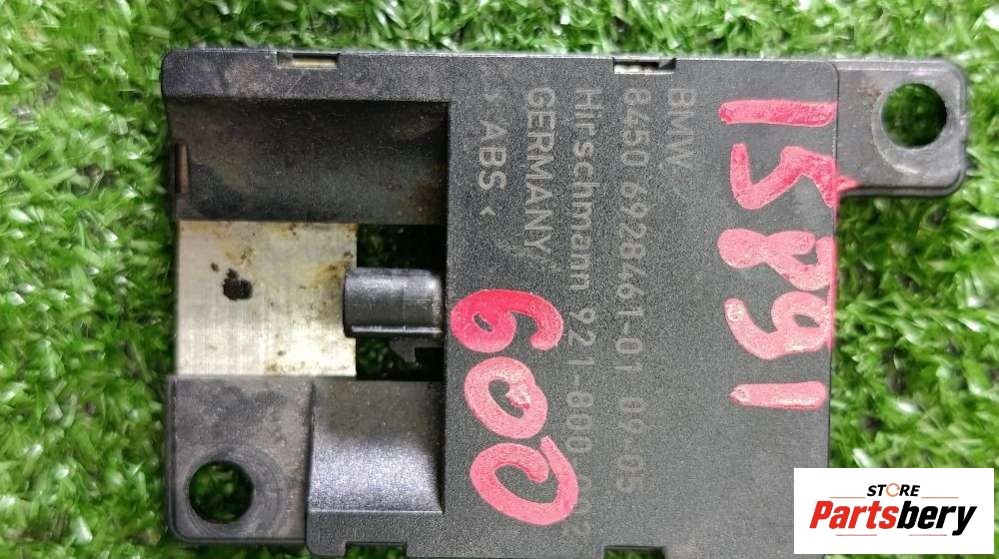 BMW
8450 6928461-01 09-05
Hirschmann 921-800
GERMANY
> ABS <
15891
600
STORE
Partsbery